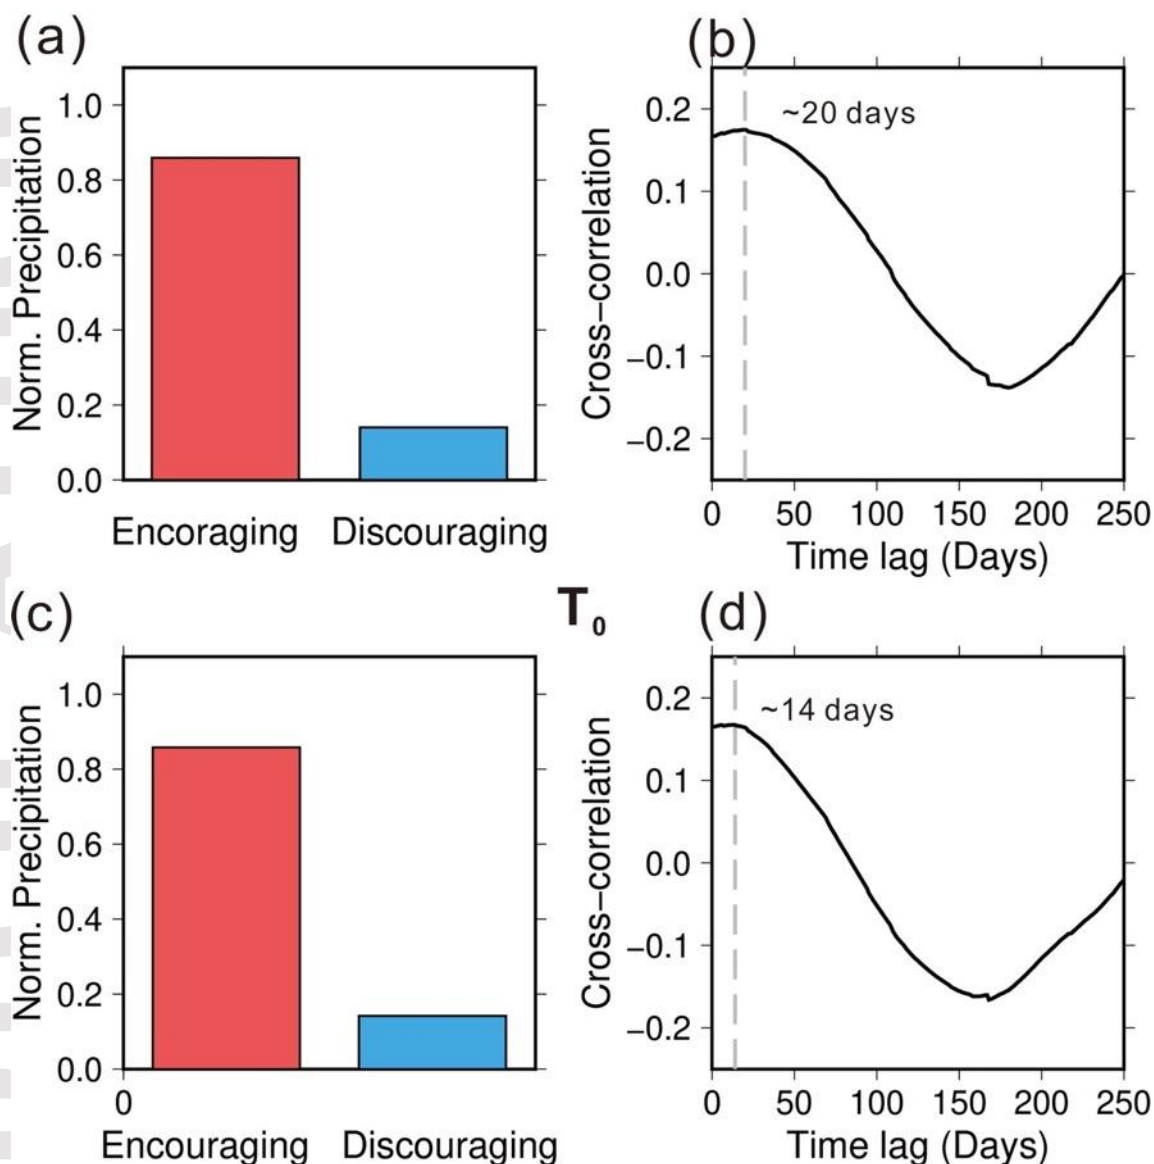 (a)
Norm. Precipitation
1.0
0.8
0.6
0.4
0.2
0.0
Encoraging
Discouraging
(b)
~20 days
Cross-correlation
0.2
0.1
0.0
-0.1
-0.2
0 50 100 150 200 250
Time lag (Days)
T0
(c)
Norm. Precipitation
1.0
0.8
0.6
0.4
0.2
0.0
0
Encouraging
Discouraging
(d)
~14 days
Cross-correlation
0.2
0.1
0.0
-0.1
-0.2
0 50 100 150 200 250
Time lag (Days)